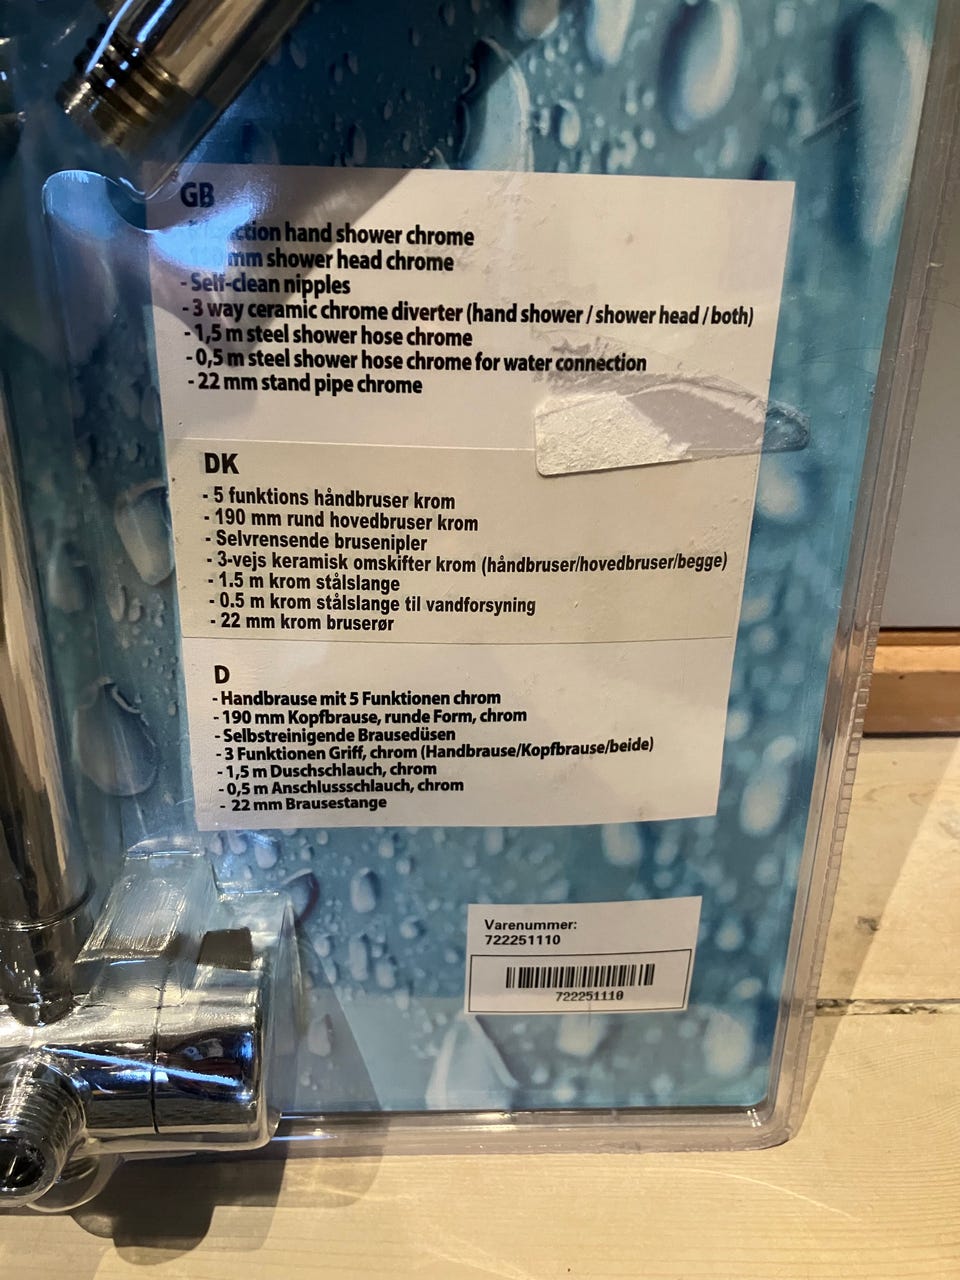 GB
ction hand shower chrome
mm shower head chrome
- Self-clean nipples
- 3 way ceramic chrome diverter (hand shower / shower head / both)
- 1,5 m steel shower hose chrome
- 0,5 m steel shower hose chrome for water connection
- 22 mm stand pipe chrome
DK
- 5 funktions håndbruser krom
- 190 mm rund hovedbruser krom
- Selvrensende brusenipler
- 3-vejs keramisk omskifter krom (håndbruser/hovedbruser/begge)
- 1.5 m krom stålslange
- 0.5 m krom stålslange til vandforsyning
- 22 mm krom bruserør
D
- Handbrause mit 5 Funktionen chrom
- 190 mm Kopfbrause, runde Form, chrom
- Selbstreinigende Brausedüsen
- 3 Funktionen Griff, chrom (Handbrause/Kopfbrause/beide)
- 1,5 m Duschschlauch, chrom
- 0,5 m Anschlussschlauch, chrom
- 22 mm Brausestange
Varenummer:
722251110
722251110